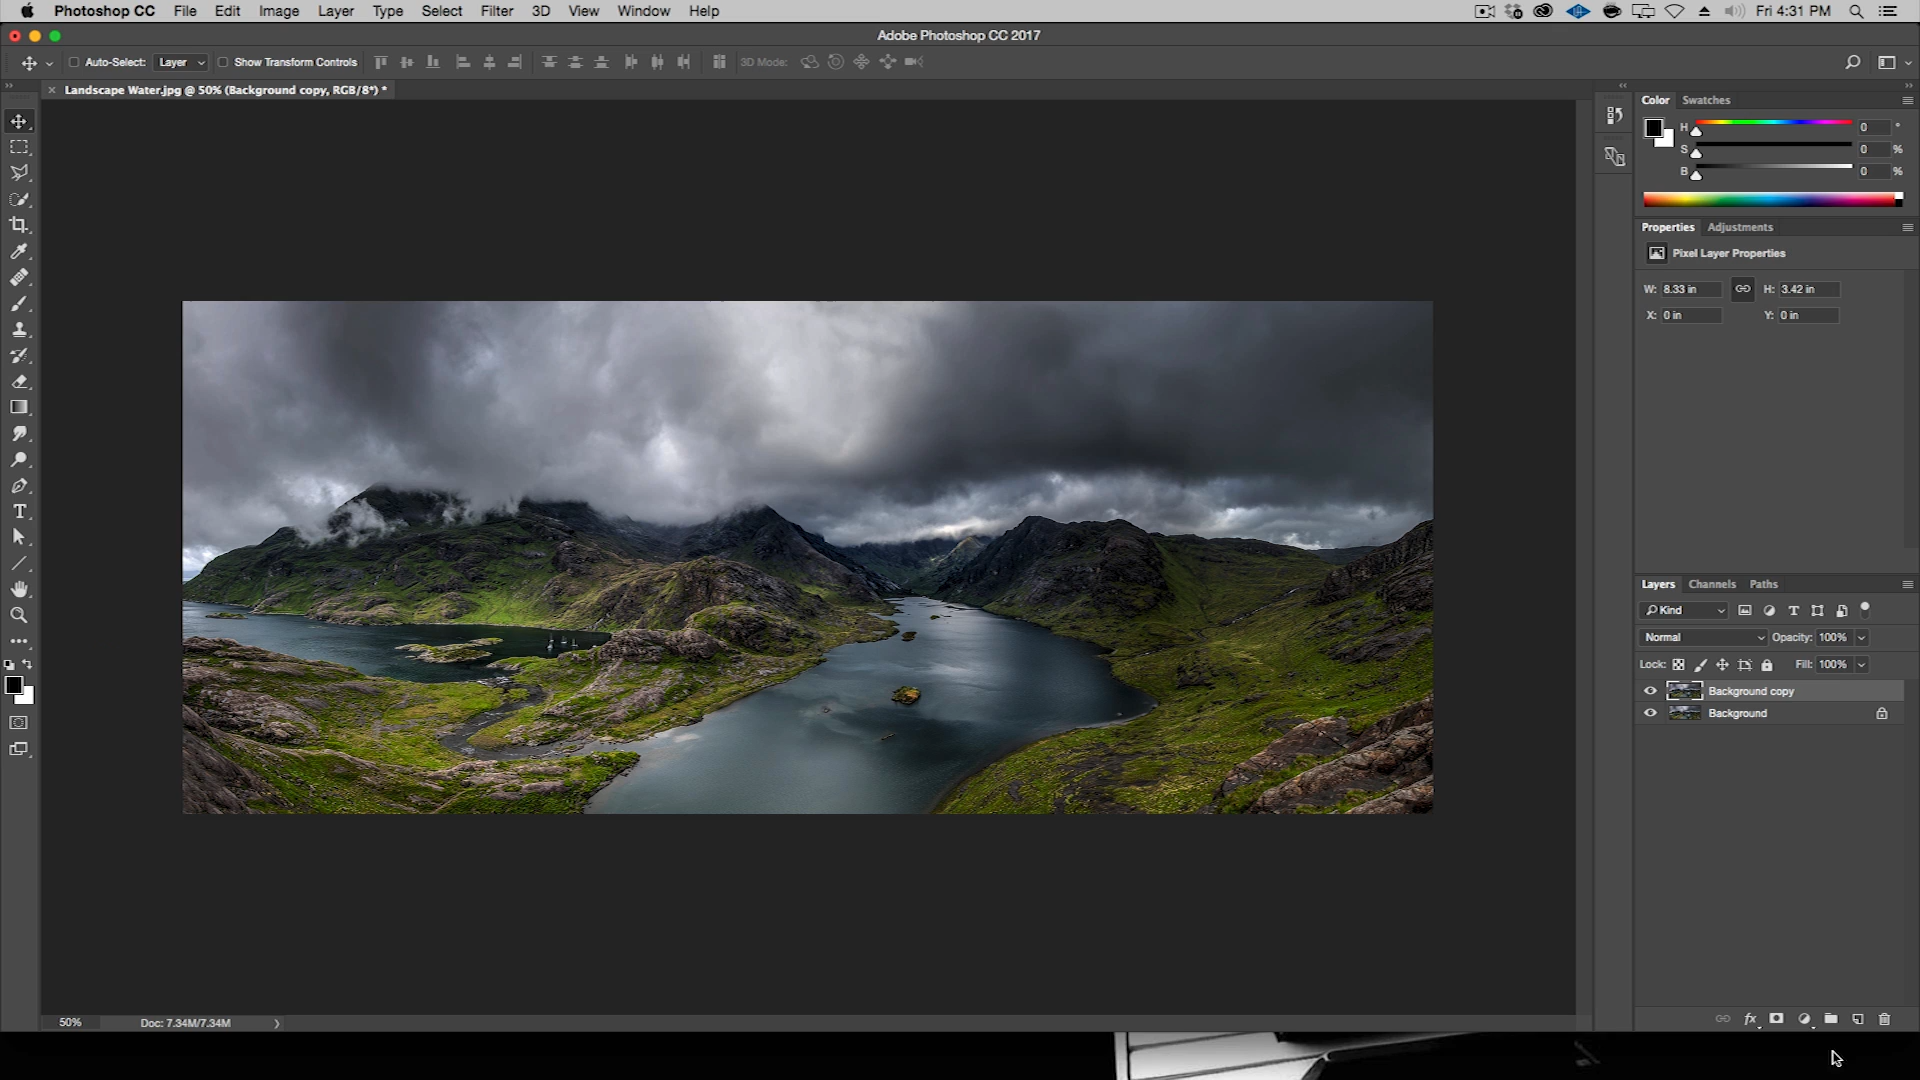 Photoshop CC File Edit Image Layer Type Select Filter 3D View Window Help Fri 4:31 PM
Adobe Photoshop CC 2017
Auto-Select: Layer Show Transform Controls 3D Mode:
Landscape Water.jpg @ 50% (Background copy, RGB/8*) *
Color Swatches
H 0 °
S 0 %
B 0 %
Properties Adjustments
Pixel Layer Properties
W: 8.33 in H: 3.42 in
X: 0 in Y: 0 in
Layers Channels Paths
Kind
Normal Opacity: 100%
Lock: Fill: 100%
Background copy
Background
50% Doc: 7.34M/7.34M